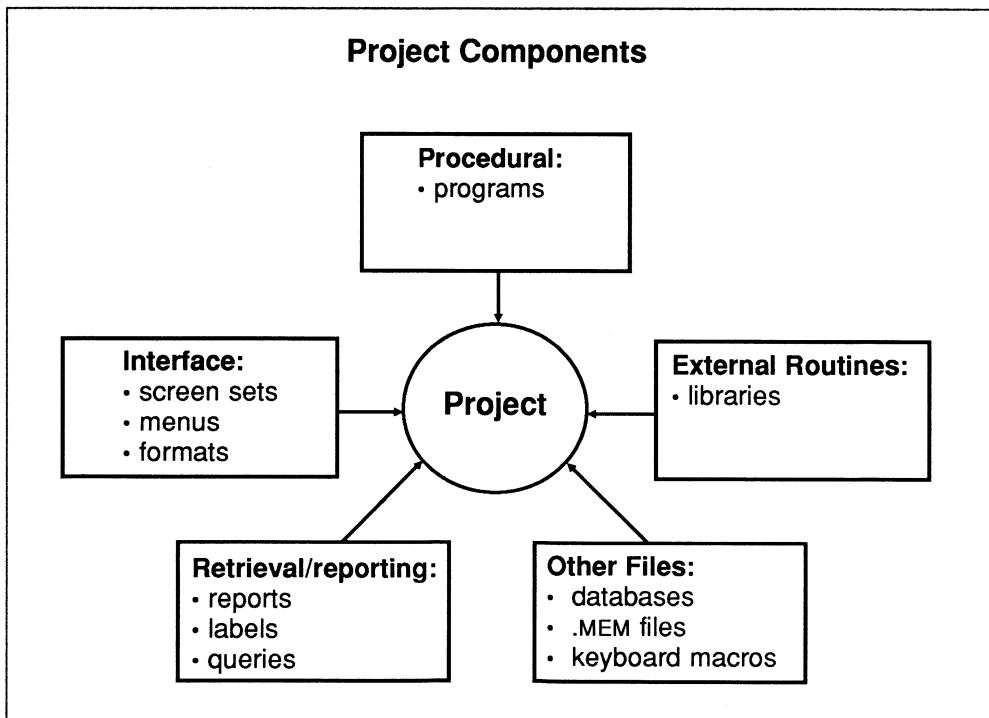 Project Components
Procedural:
• programs
Interface:
• screen sets
• menus
• formats
Project
External Routines:
• libraries
Retrieval/reporting:
• reports
• labels
• queries
Other Files:
• databases
• .MEM files
• keyboard macros